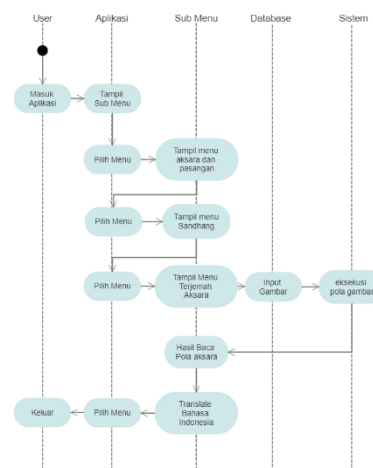 User Aplikasi Sub Menu Database Sistem
Masuk
Aplikasi
Tampil
Sub Menu
Pilih Menu
Tampil menu
aksara dan
pasangan
Pilih Menu
Tampil menu
Sandhang
Pilih Menu
Tampil Menu
Terjemah
Aksara
Input
Gambar
eksekusi
pola gambar
Hasil Baca
Pola aksara
Keluar
Pilih Menu
Translate
Bahasa
Indonesia